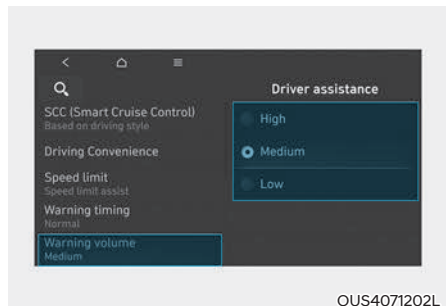 Driver assistance
SCC (Smart Cruise Control)
Based on driving style
Driving Convenience
Speed limit
Speed limit assist
Warning timing
Normal
Warning volume
Medium
High
Medium
Low
OUS4071202L